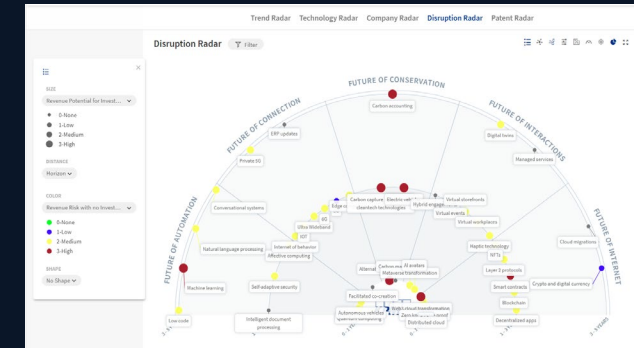 Trend Radar Technology Radar Company Radar Disruption Radar Patent Radar
Disruption Radar Filter
SIZE
Revenue Potential for Invest...
0-None
1-Low
2-Medium
3-High
DISTANCE
Horizon
COLOR
Revenue Risk with no Invest...
0-None
1-Low
2-Medium
3-High
SHAPE
No Shape
FUTURE OF AUTOMATION
FUTURE OF CONNECTION
FUTURE OF CONSERVATION
FUTURE OF INTERACTIONS
FUTURE OF INTERNET
Carbon accounting
ERP updates
Digital twins
Private 5G
Managed services
Conversational systems
Carbon capture
Electric
Hybrid engage
Virtual storefronts
cleantech technologies
Virtual events
6G
Virtual workplaces
Ultra Wideband
IOT
Cloud migrations
Natural language processing
Internet of behavior
Haptic technology
Affective computing
NFTs
AI avatars
Layer 2 protocols
Metaverse transformation
Machine learning
Self-adaptive security
Smart contracts
Crypto and digital currency
Facilitated co-creation
Blockchain
Autonomous vehicles
Low-code
Intelligent document
processing
Distributed cloud
Decentralized apps